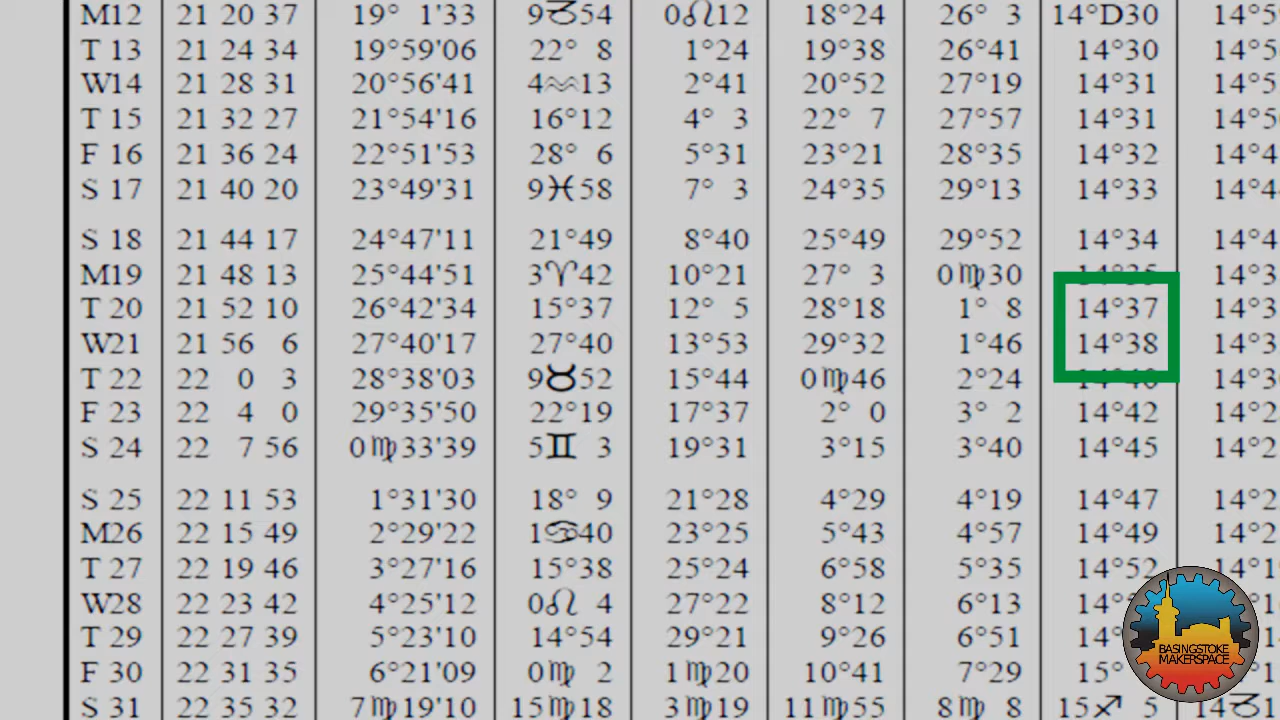 M12 21 20 37 19° 1'33 9♑54 0♌12 18°24 26° 3 14°D30
T 13 21 24 34 19°59'06 22° 8 1°24 19°38 26°41 14°30
W14 21 28 31 20°56'41 4♒13 2°41 20°52 27°19 14°31
T 15 21 32 27 21°54'16 16°12 4° 3 22° 7 27°57 14°31
F 16 21 36 24 22°51'53 28° 6 5°31 23°21 28°35 14°32
S 17 21 40 20 23°49'31 9♓58 7° 3 24°35 29°13 14°33
S 18 21 44 17 24°47'11 21°49 8°40 25°49 29°52 14°34
M19 21 48 13 25°44'51 3♈42 10°21 27° 3 0♍30
T 20 21 52 10 26°42'34 15°37 12° 5 28°18 1° 8 14°37
W21 21 56 6 27°40'17 27°40 13°53 29°32 1°46 14°38
T 22 22 0 3 28°38'03 9♉52 15°44 0♍46 2°24
F 23 22 4 0 29°35'50 22°19 17°37 2° 0 3° 2 14°42
S 24 22 7 56 0♍33'39 5♊ 3 19°31 3°15 3°40 14°45
S 25 22 11 53 1°31'30 18° 9 21°28 4°29 4°19 14°47
M26 22 15 49 2°29'22 1♋40 23°25 5°43 4°57 14°49
T 27 22 19 46 3°27'16 15°38 25°24 6°58 5°35 14°52
W28 22 23 42 4°25'12 0♌ 4 27°22 8°12 6°13
T 29 22 27 39 5°23'10 14°54 29°21 9°26 6°51
F 30 22 31 35 6°21'09 0♍ 2 1♍20 10°41 7°29
S 31 22 35 32 7♍19'10 15♍18 3♍19 11♍55 8♍ 8 15♐ 5
BASINGSTOKE
MAKERSPACE